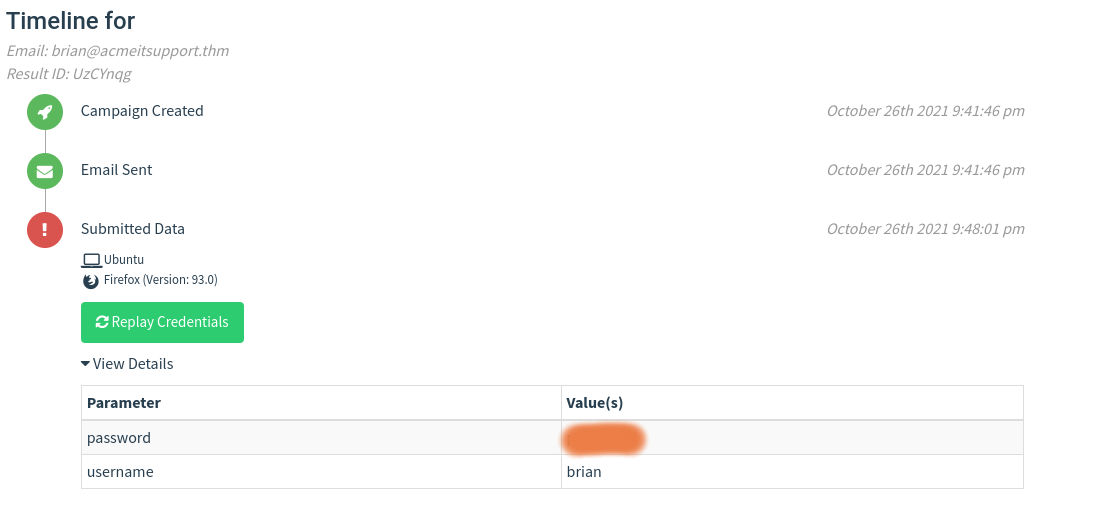 Timeline for
Email: brian@acmeitsupport.thm
Result ID: UzCYnqg
Campaign Created October 26th 2021 9:41:46 pm
Email Sent October 26th 2021 9:41:46 pm
Submitted Data October 26th 2021 9:48:01 pm
Ubuntu
Firefox (Version: 93.0)
Replay Credentials
View Details
Parameter Value(s)
password
username brian